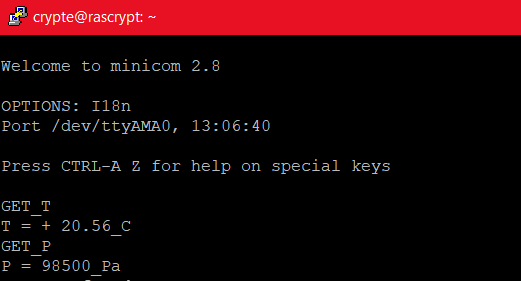 crypte@rascrypt: ~
Welcome to minicom 2.8
OPTIONS: I18n
Port /dev/ttyAMA0, 13:06:40
Press CTRL-A Z for help on special keys
GET_T
T = + 20.56_C
GET_P
P = 98500_Pa